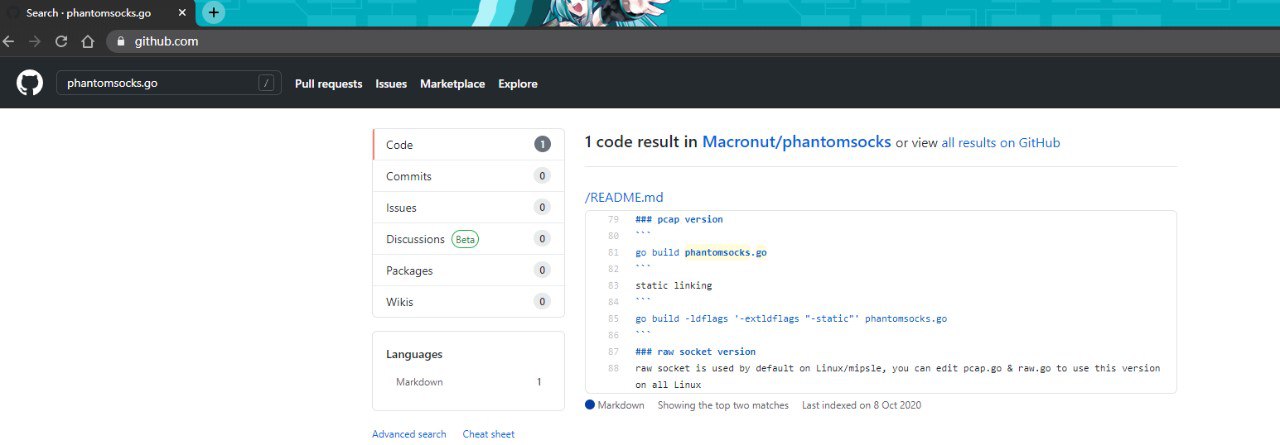 Search · phantomsocks.go
github.com
phantomsocks.go /
Pull requests Issues Marketplace Explore
Code 1
Commits 0
Issues 0
Discussions Beta 0
Packages 0
Wikis 0
Languages
Markdown 1
Advanced search Cheat sheet
1 code result in Macronut/phantomsocks or view all results on GitHub
/README.md
79 ### pcap version
80 ```
81 go build phantomsocks.go
82 ```
83 static linking
84 ```
85 go build -ldflags '-extldflags "-static"' phantomsocks.go
86 ```
87 ### raw socket version
88 raw socket is used by default on Linux/mipsle, you can edit pcap.go & raw.go to use this version
on all Linux
Markdown Showing the top two matches Last indexed on 8 Oct 2020